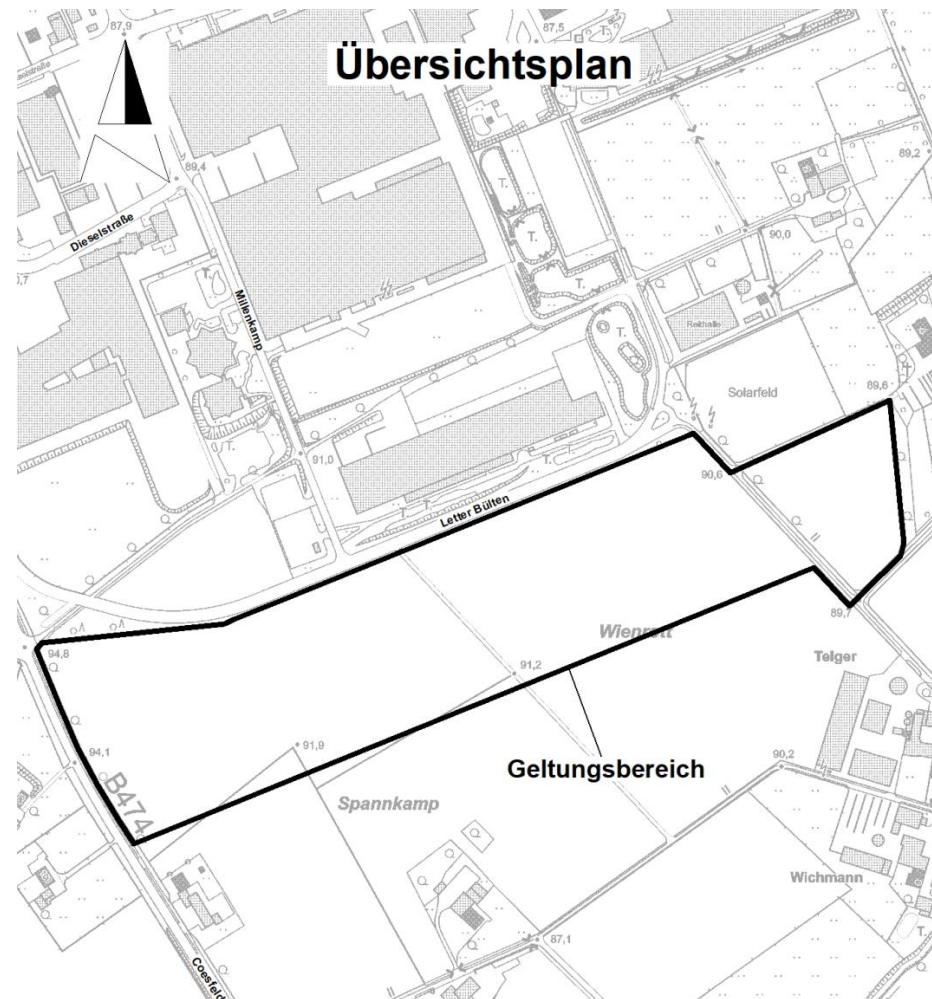 87,9
87,5
T.
Übersichtsplan
89,4
89,2
T.
Dieselstraße
T.
T.
90,0
T.
Millenkamp
T.
Reithalle
T.
89,6
Solarfeld
91,0
T.
90,6
T.
T.
T.
Letter Bülten
94,8
Wienrott
89,7
91,2
Telger
94,1
91,9
90,2
Geltungsbereich
B474
Spannkamp
Wichmann
T.
87,1
Coesfeld